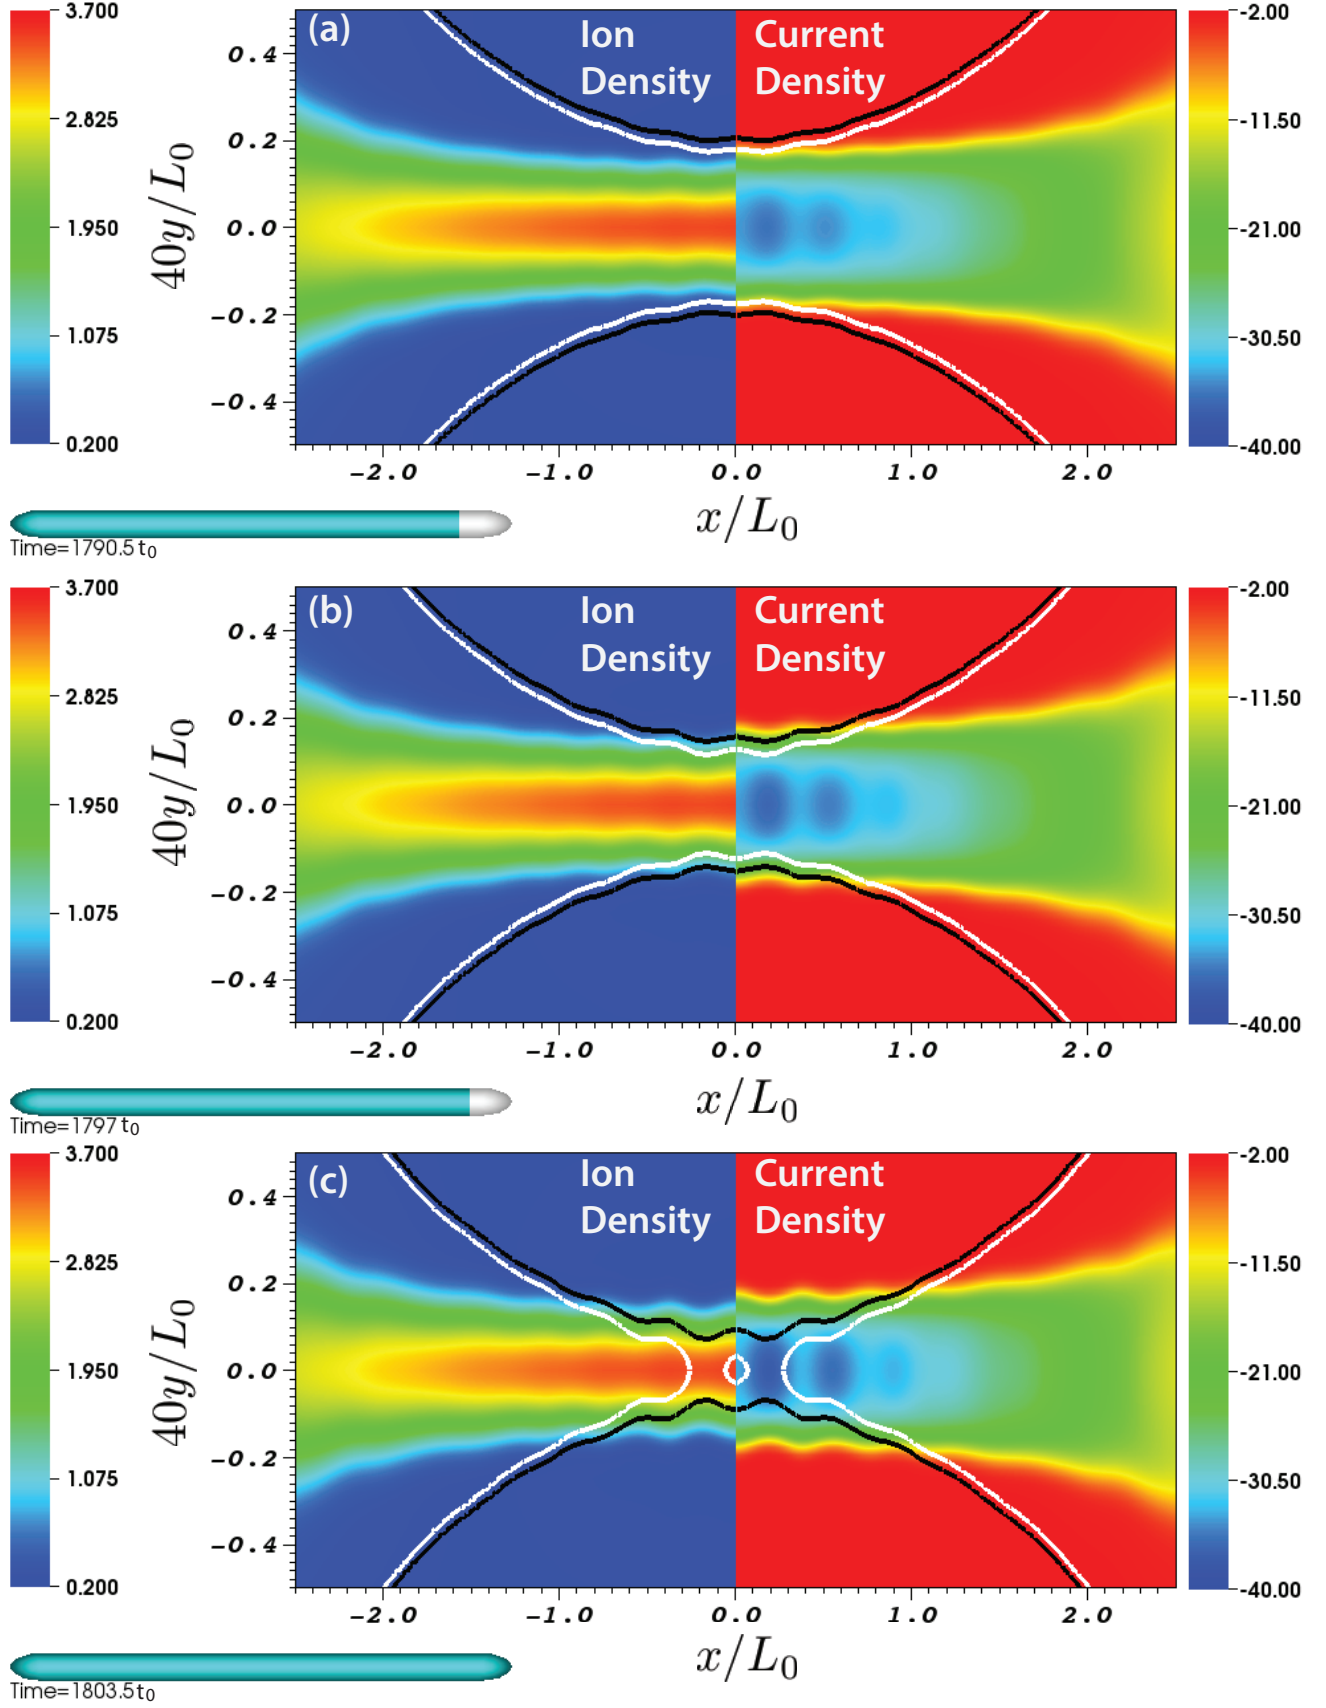 3.700
2.825
1.950
1.075
0.200
40y/L₀
0.4
0.2
0.0
-0.2
-0.4
(a)
Ion
Density
Current
Density
-2.00
-11.50
-21.00
-30.50
-40.00
-2.0 -1.0 0.0 1.0 2.0
x/L₀
Time=1790.5t₀
3.700
2.825
1.950
1.075
0.200
40y/L₀
0.4
0.2
0.0
-0.2
-0.4
(b)
Ion
Density
Current
Density
-2.00
-11.50
-21.00
-30.50
-40.00
-2.0 -1.0 0.0 1.0 2.0
x/L₀
Time=1797t₀
3.700
2.825
1.950
1.075
0.200
40y/L₀
0.4
0.2
0.0
-0.2
-0.4
(c)
Ion
Density
Current
Density
-2.00
-11.50
-21.00
-30.50
-40.00
-2.0 -1.0 0.0 1.0 2.0
x/L₀
Time=1803.5t₀